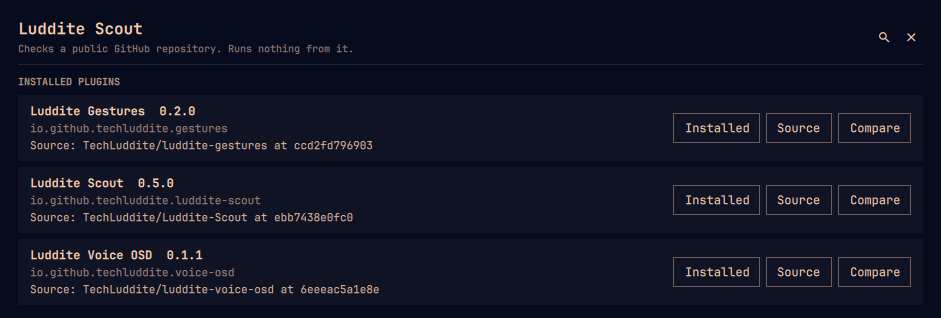 Luddite Scout
Checks a public GitHub repository. Runs nothing from it.
INSTALLED PLUGINS
Luddite Gestures 0.2.0
io.github.techluddite.gestures
Source: TechLuddite/luddite-gestures at ccd2fd796903
Installed Source Compare
Luddite Scout 0.5.0
io.github.techluddite.luddite-scout
Source: TechLuddite/Luddite-Scout at ebb7438e0fc0
Installed Source Compare
Luddite Voice OSD 0.1.1
io.github.techluddite.voice-osd
Source: TechLuddite/luddite-voice-osd at 6eeeac5a1e8e
Installed Source Compare